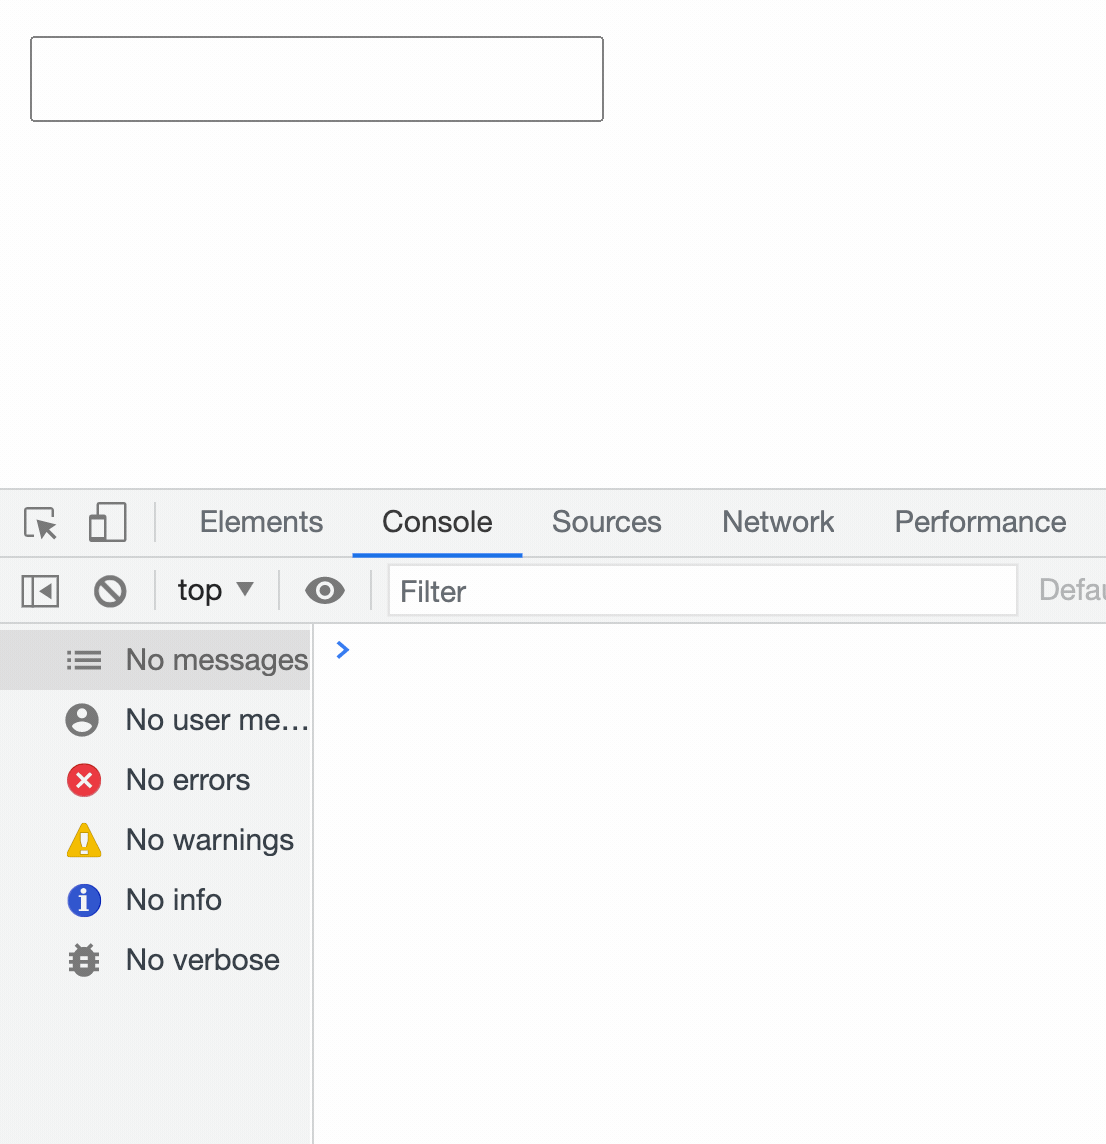 Elements Console Sources Network Performance
top Filter Defau
No messages
No user me…
No errors
No warnings
No info
No verbose